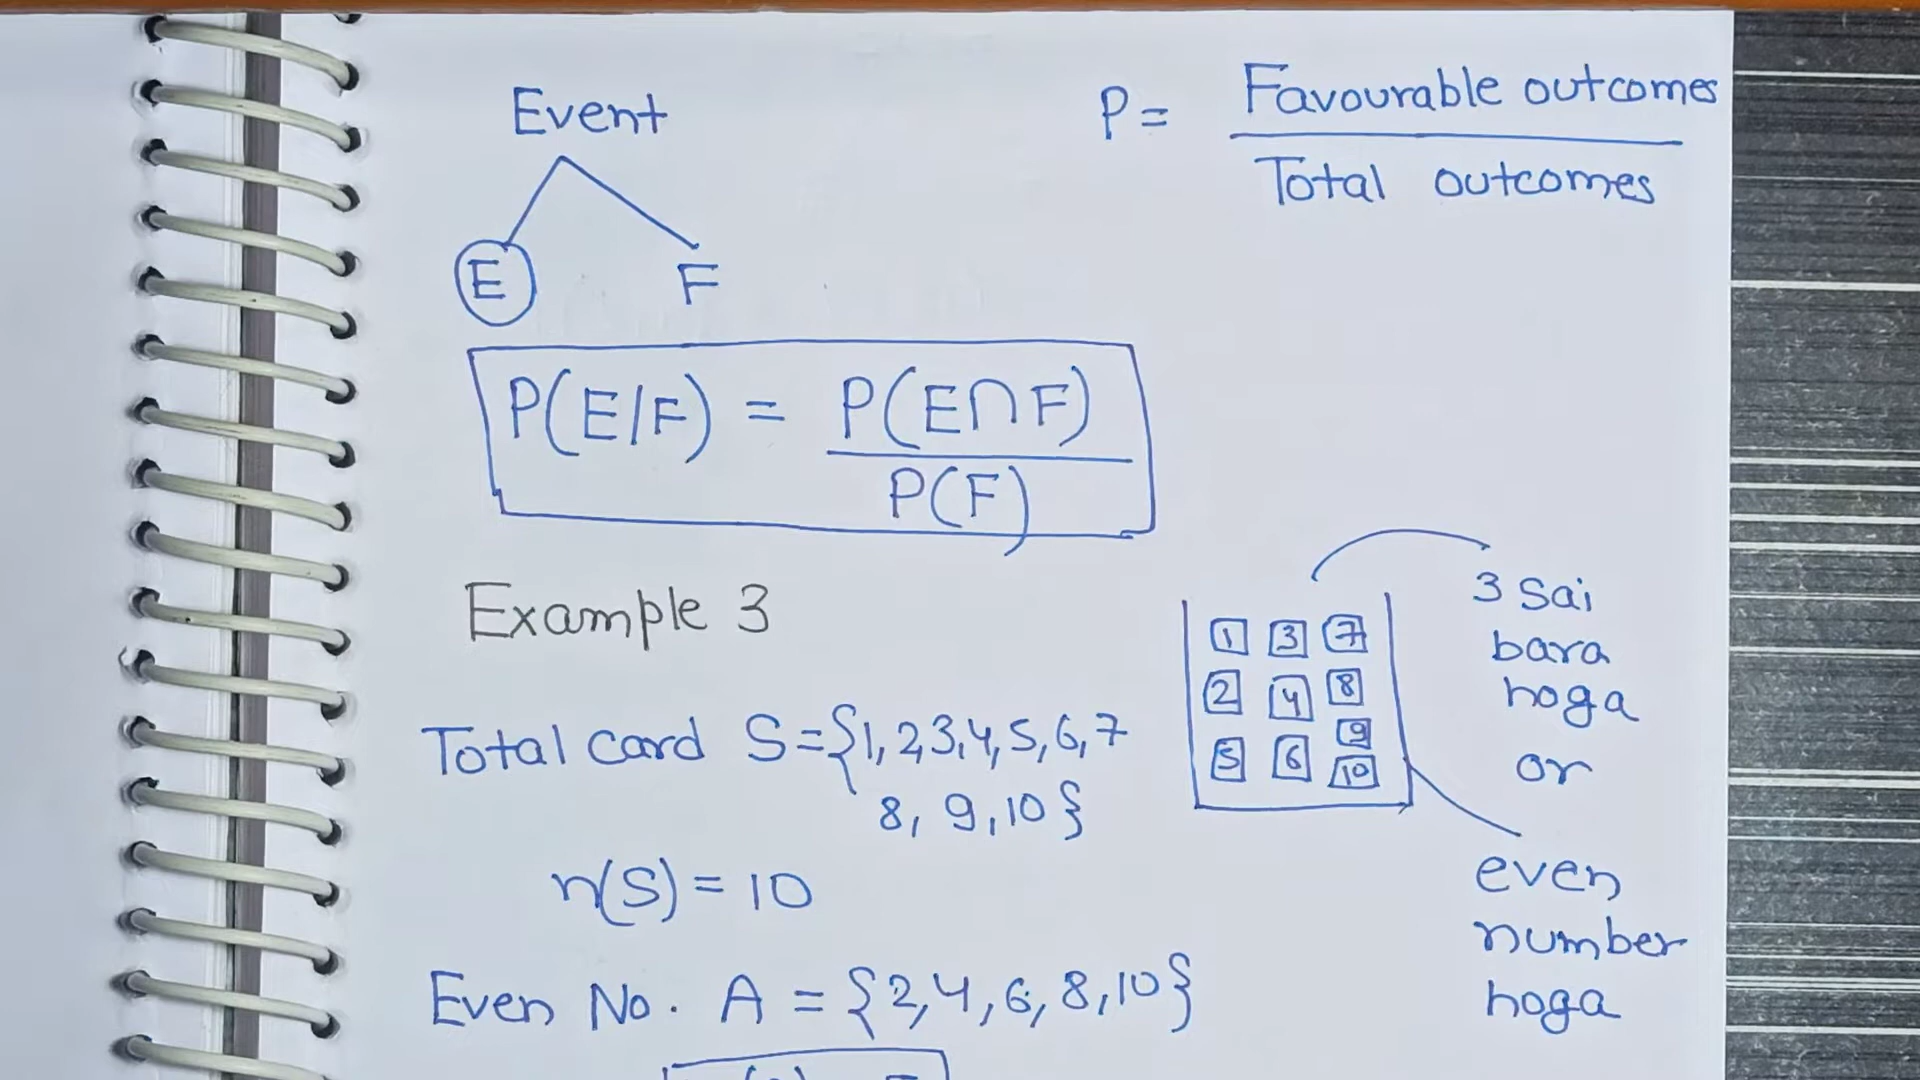 Event
P = Favourable outcomes
Total outcomes
E F
P(E/F) = P(E∩F)
P(F)
Example 3
3 Sai
bara
hoga
or
1 3 7
2 4 8
9
5 6 10
Total Card S={1,2,3,4,5,6,7
8, 9,10}
n(S) = 10
even
number
hoga
Even No. A = {2,4,6,8,10}